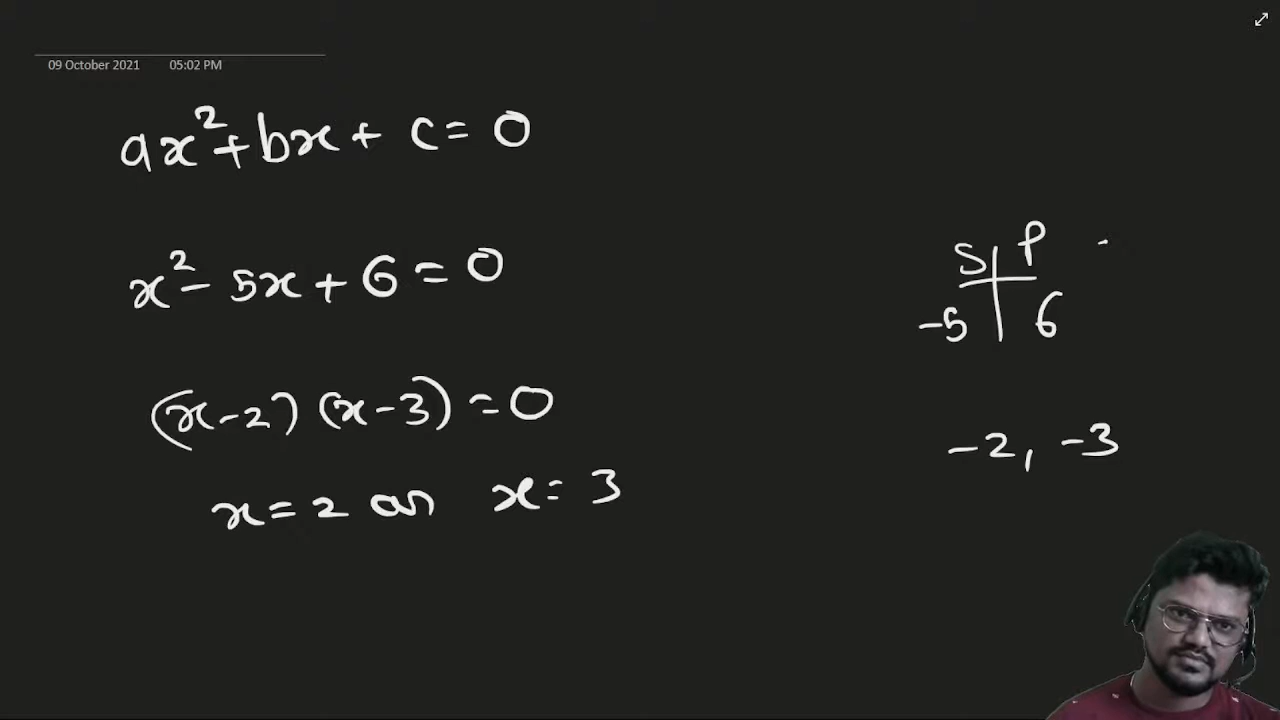 09 October 2021 05:02 PM
ax²+bx+c=0
x²-5x+6=0
S P
-5 6
(x-2)(x-3)=0
-2, -3
x=2 or x=3